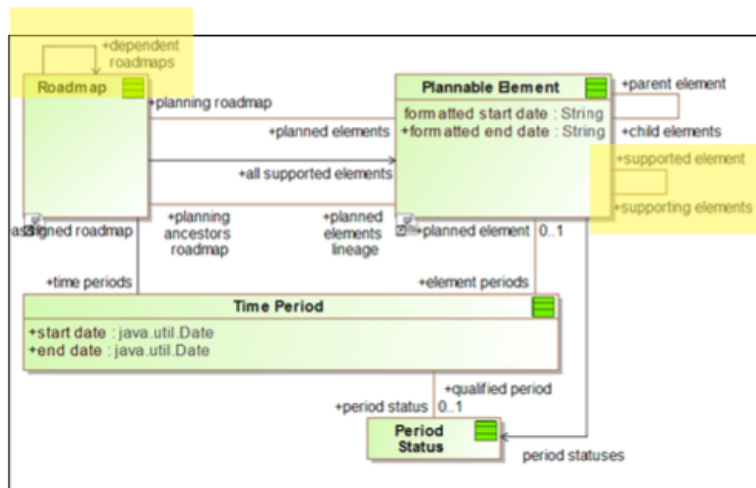 +dependent
roadmaps
Roadmap
Plannable Element
+parent element
+planning roadmap
formatted start date : String
+planned elements
+formatted end date : String
+child elements
+supported element
+all supported elements
+supporting elements
+planning
ancestors
roadmap
+planned
elements
lineage
assigned roadmap
+planned element
0..1
+time periods
+element periods
Time Period
+start date : java.util.Date
+end date : java.util.Date
+qualified period
+period status
0..1
Period
Status
period statuses